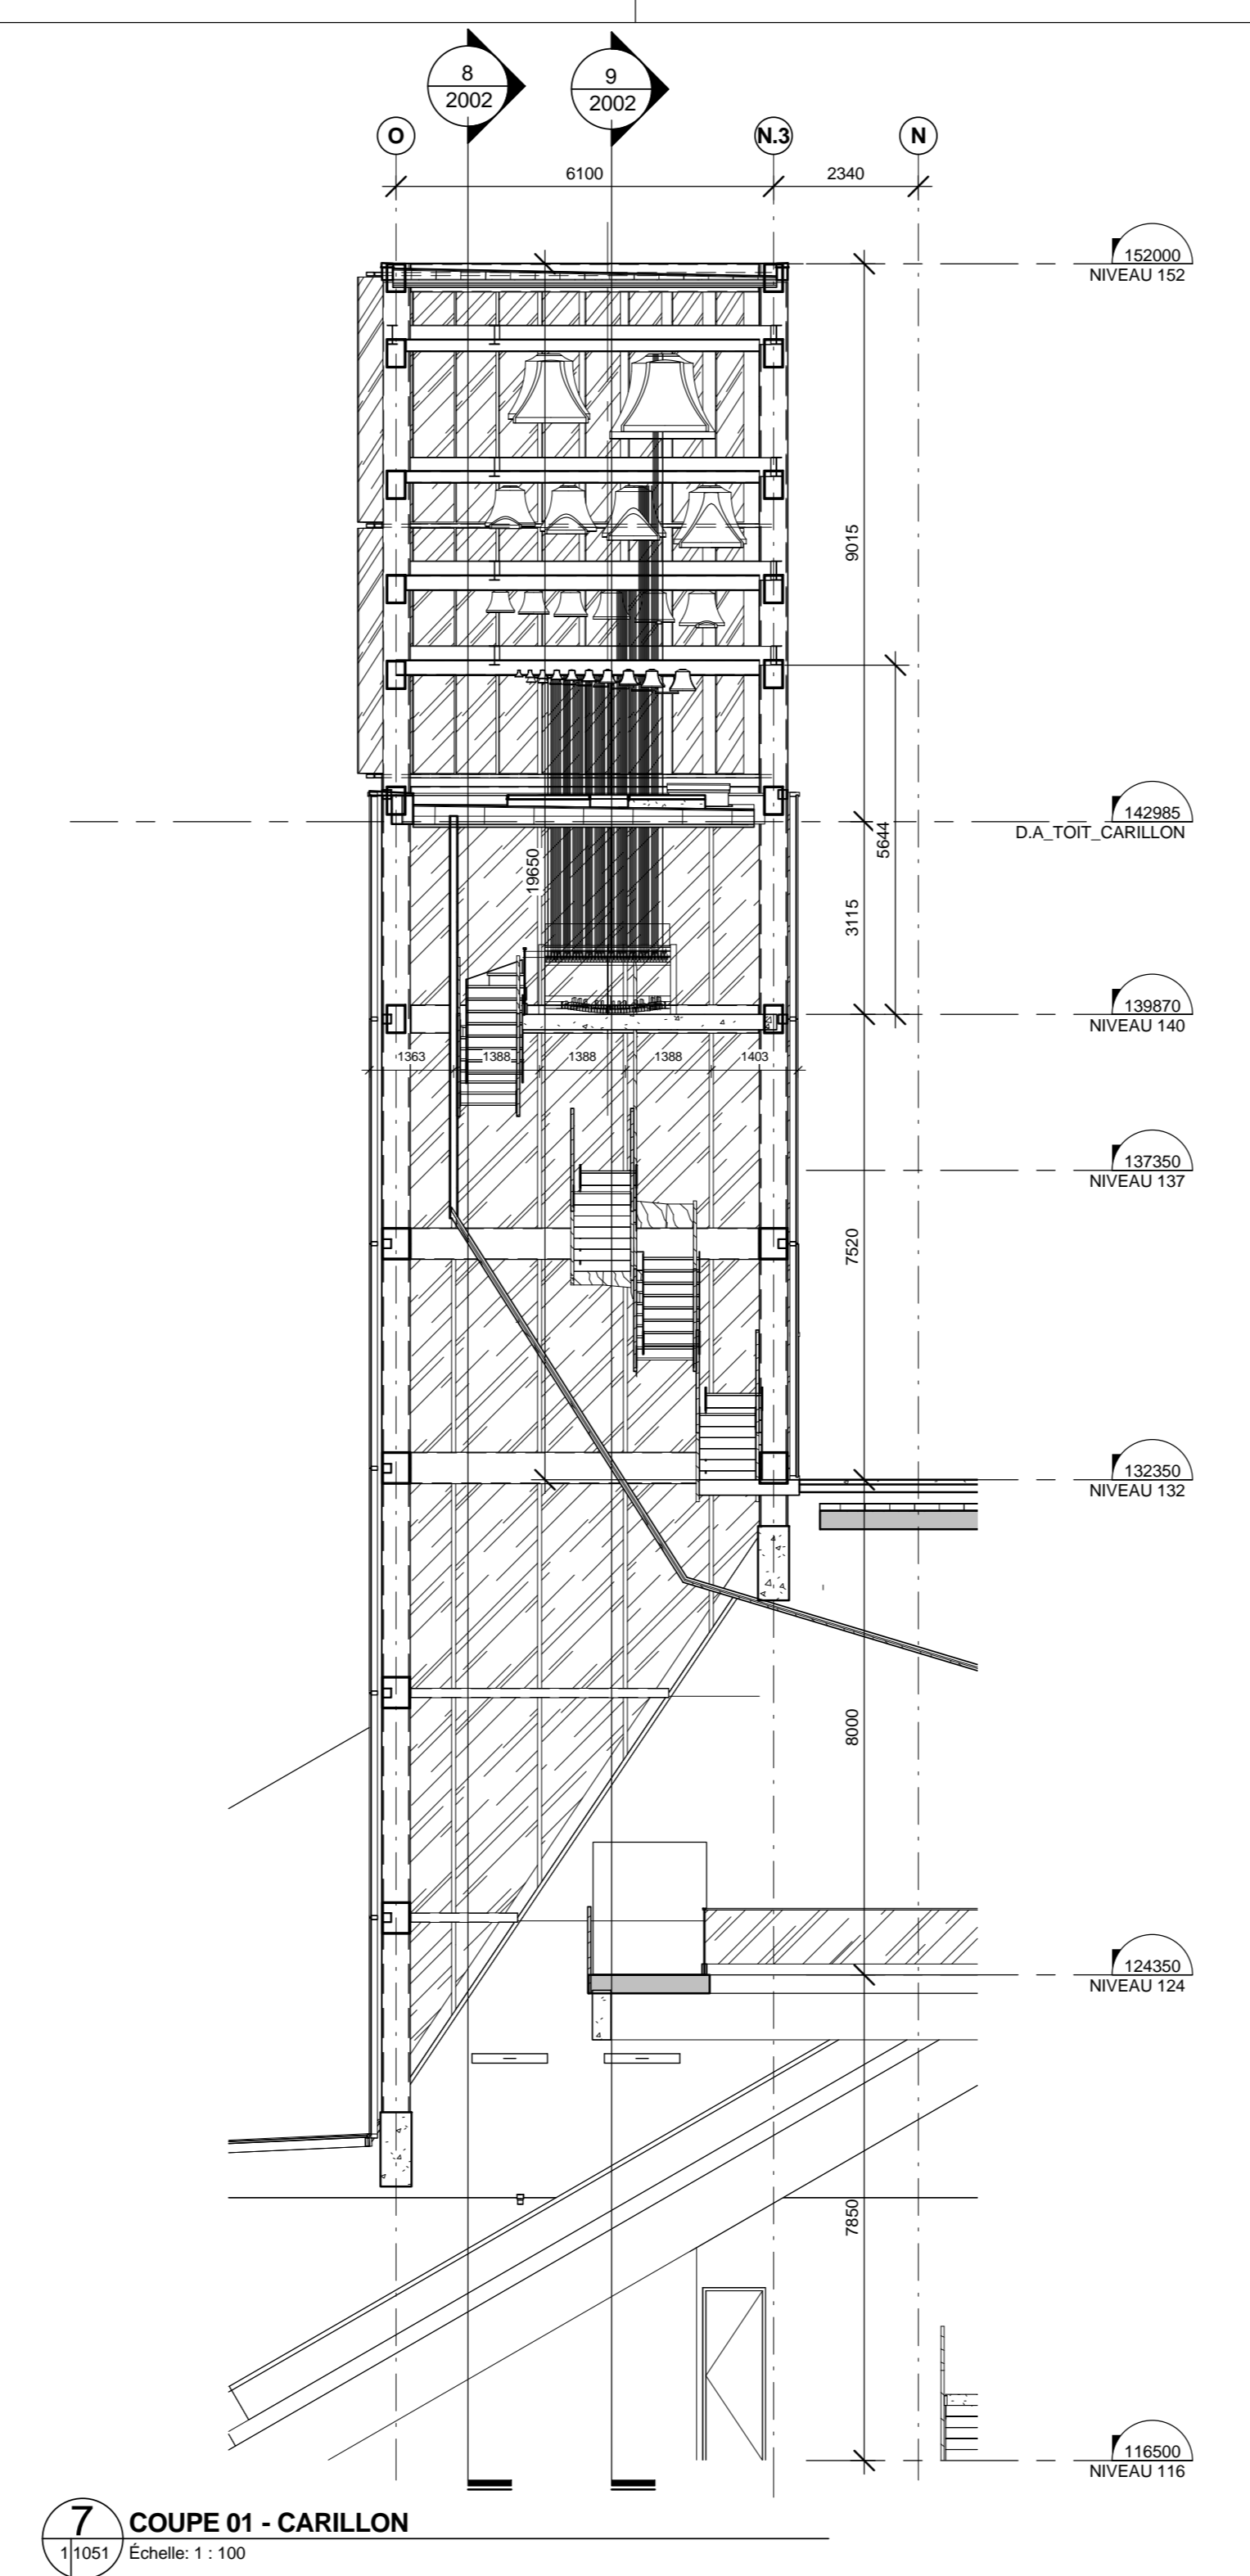 8
2002
9
2002
O
N.3
N
6100
2340
152000
NIVEAU 152
9015
142985
D.A_TOIT_CARILLON
5644
19650
3115
139870
NIVEAU 140
1363
1388
1388
1388
1403
137350
NIVEAU 137
7520
132350
NIVEAU 132
8000
124350
NIVEAU 124
7850
116500
NIVEAU 116
7
COUPE 01 - CARILLON
1 1051
Échelle: 1 : 100